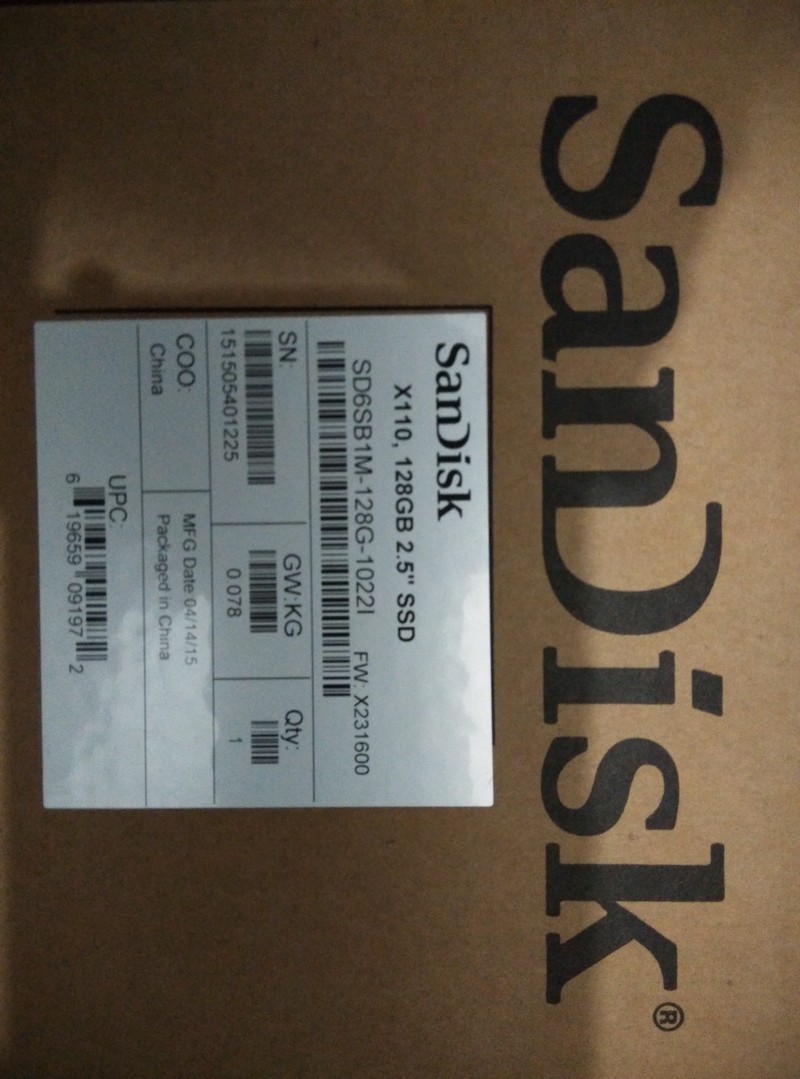 SanDisk®
SanDisk
X110, 128GB 2.5" SSD
SD6SB1M-128G-1022I FW: X231600
SN: GW:KG Qty:
151505401225 0.078 1
COO: MFG Date 04/14/15
China Packaged in China
UPC:
6 19659 09197 2